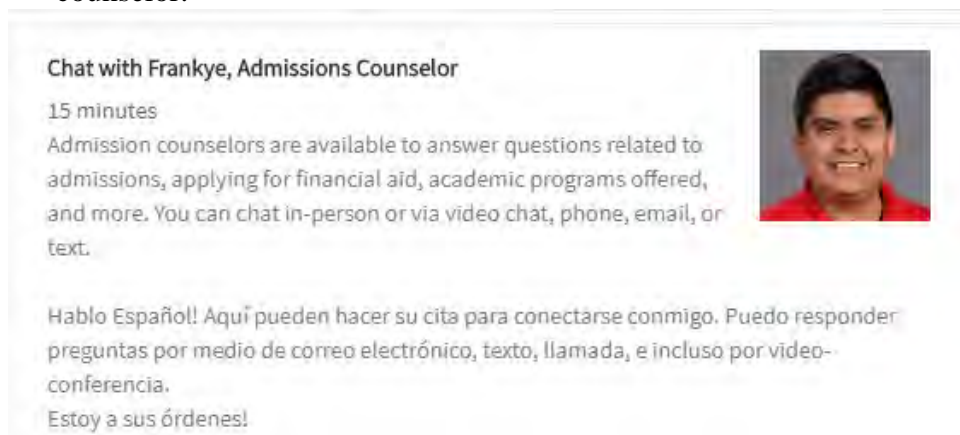 counselor.
Chat with Frankye, Admissions Counselor
15 minutes
Admission counselors are available to answer questions related to
admissions, applying for financial aid, academic programs offered,
and more. You can chat in-person or via video chat, phone, email, or
text.
Hablo Español! Aquí pueden hacer su cita para conectarse conmigo. Puedo responder
preguntas por medio de correo electrónico, texto, llamada, e incluso por video-
conferencia.
Estoy a sus órdenes!